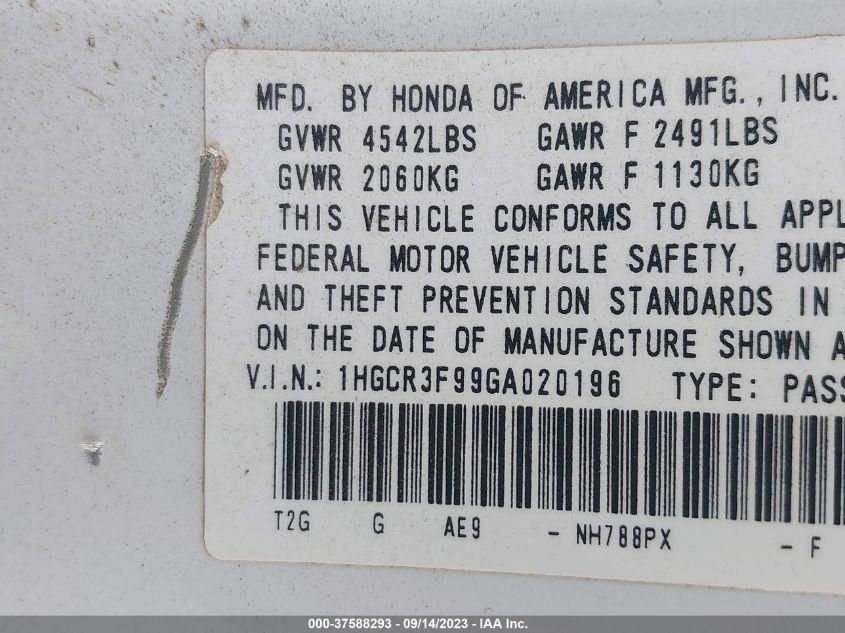 MFD. BY HONDA OF AMERICA MFG., INC.
GVWR 4542LBS GAWR F 2491LBS
GVWR 2060KG GAWR F 1130KG
THIS VEHICLE CONFORMS TO ALL APPL
FEDERAL MOTOR VEHICLE SAFETY, BUMP
AND THEFT PREVENTION STANDARDS IN
ON THE DATE OF MANUFACTURE SHOWN A
V.I.N.: 1HGCR3F99GA020196 TYPE: PASS
T2G G AE9 - NH788PX - F
000-37588293 - 09/14/2023 - IAA Inc.